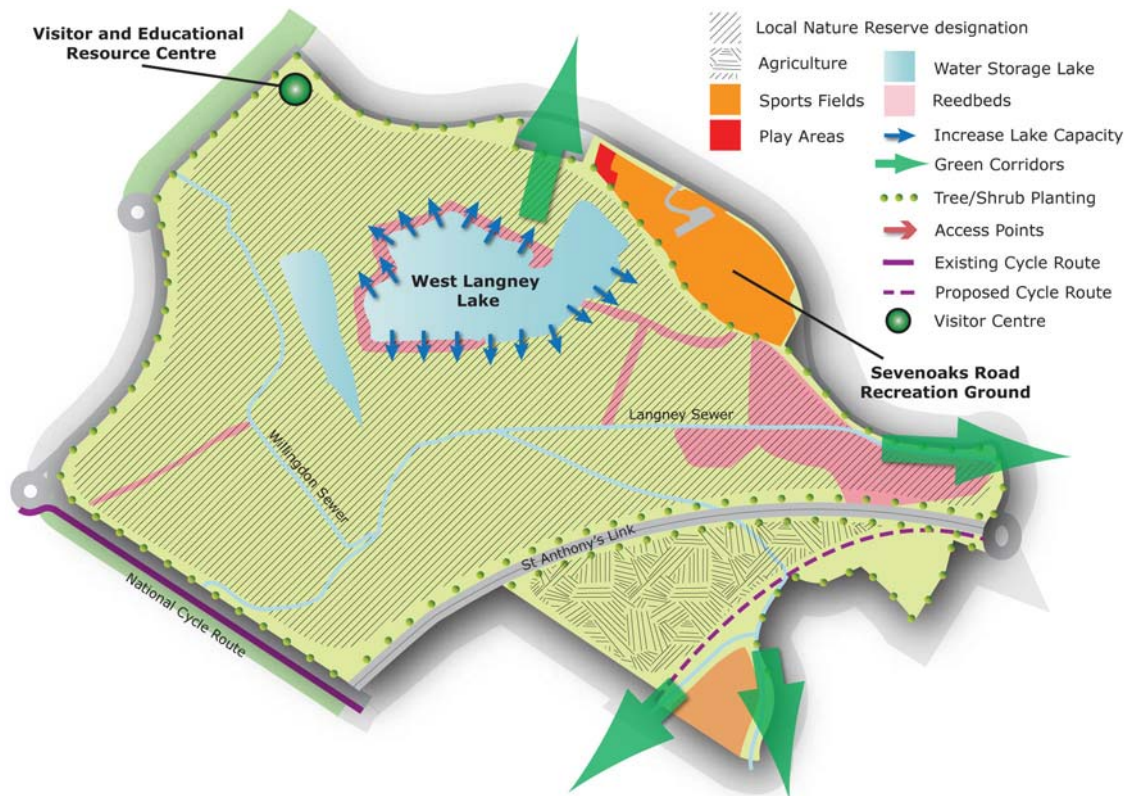 Visitor and Educational
Resource Centre
Local Nature Reserve designation
Agriculture
Water Storage Lake
Sports Fields
Reedbeds
Play Areas
Increase Lake Capacity
Green Corridors
Tree/Shrub Planting
Access Points
Existing Cycle Route
Proposed Cycle Route
Visitor Centre
West Langney
Lake
Sevenoaks Road
Recreation Ground
Langney Sewer
Willingdon Sewer
St Anthony's Link
National Cycle Route